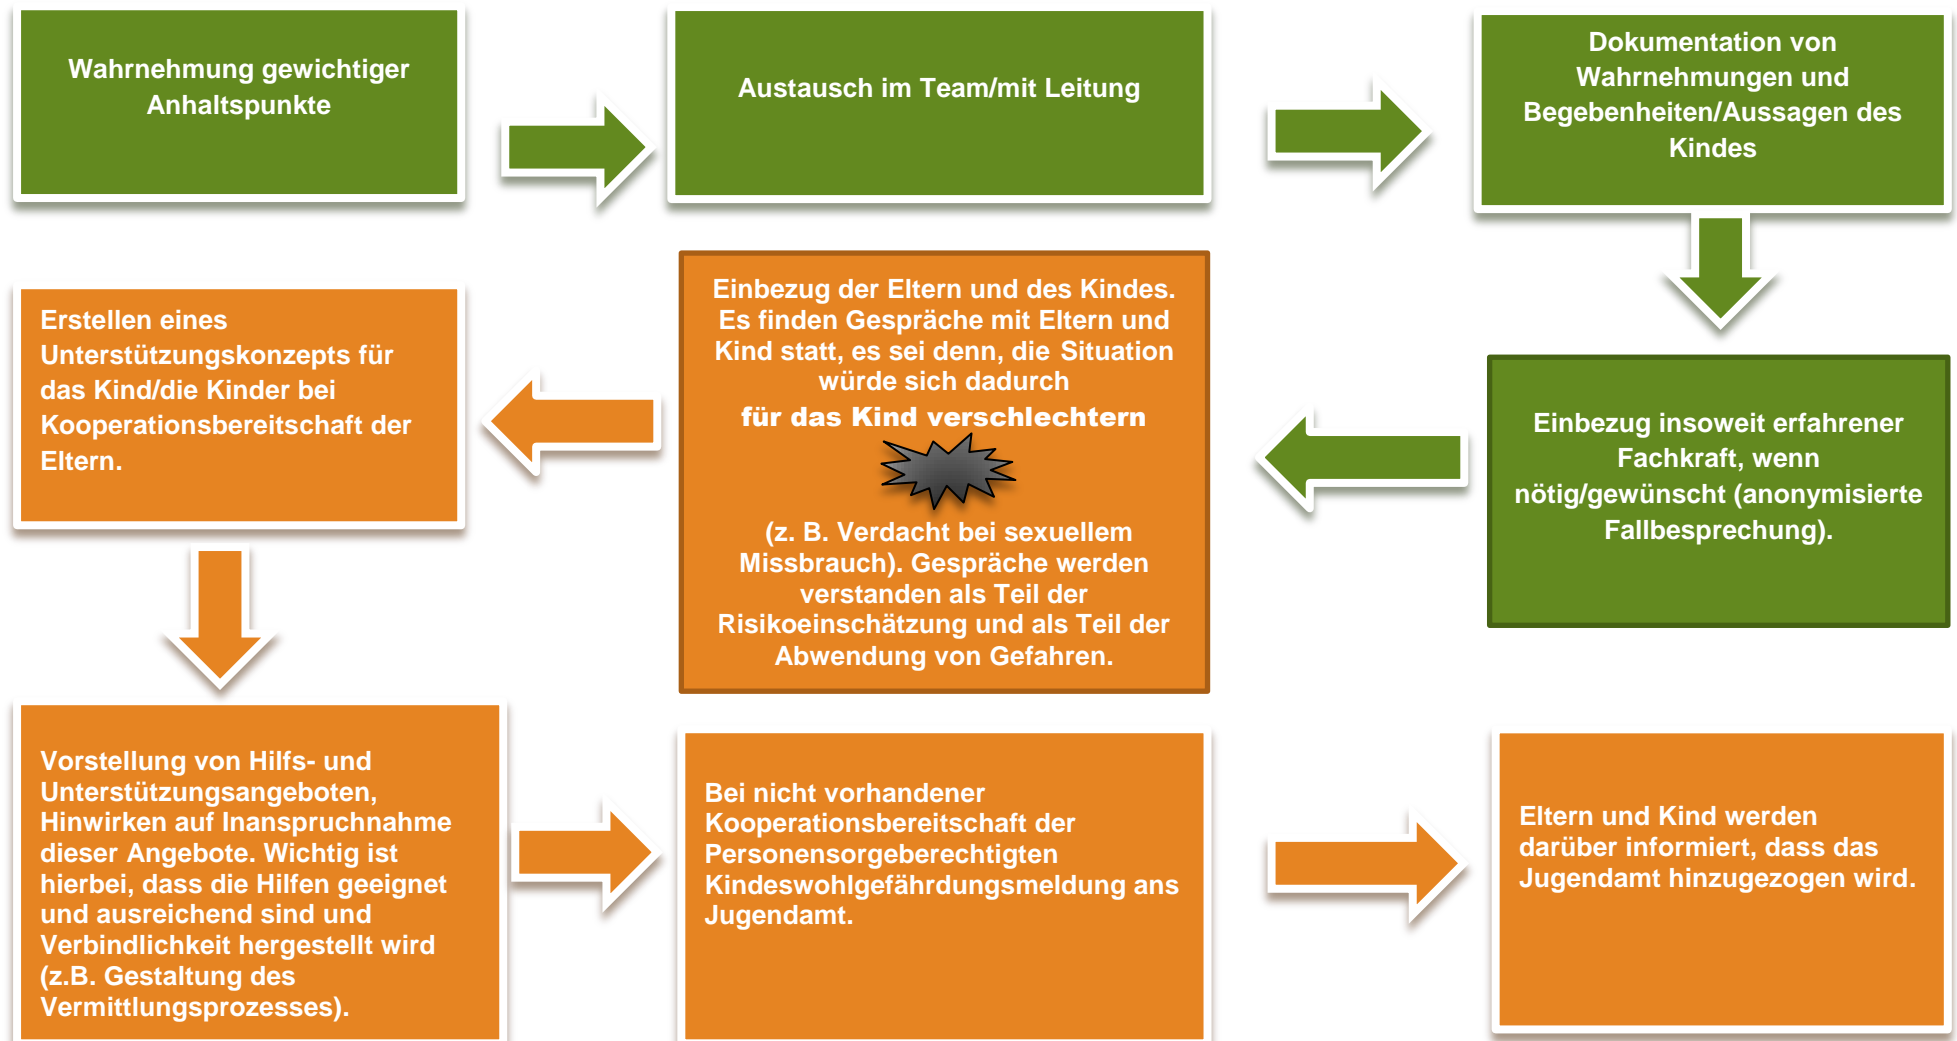 Wahrnehmung gewichtiger
Anhaltspunkte
Austausch im Team/mit Leitung
Dokumentation von
Wahrnehmungen und
Begebenheiten/Aussagen des
Kindes
Einbezug insoweit erfahrener
Fachkraft, wenn
nötig/gewünscht (anonymisierte
Fallbesprechung).
Einbezug der Eltern und des Kindes.
Es finden Gespräche mit Eltern und
Kind statt, es sei denn, die Situation
würde sich dadurch
für das Kind verschlechtern
(z. B. Verdacht bei sexuellem
Missbrauch). Gespräche werden
verstanden als Teil der
Risikoeinschätzung und als Teil der
Abwendung von Gefahren.
Erstellen eines
Unterstützungskonzepts für
das Kind/die Kinder bei
Kooperationsbereitschaft der
Eltern.
Vorstellung von Hilfs- und
Unterstützungsangeboten,
Hinwirken auf Inanspruchnahme
dieser Angebote. Wichtig ist
hierbei, dass die Hilfen geeignet
und ausreichend sind und
Verbindlichkeit hergestellt wird
(z.B. Gestaltung des
Vermittlungsprozesses).
Bei nicht vorhandener
Kooperationsbereitschaft der
Personensorgeberechtigten
Kindeswohlgefährdungsmeldung ans
Jugendamt.
Eltern und Kind werden
darüber informiert, dass das
Jugendamt hinzugezogen wird.